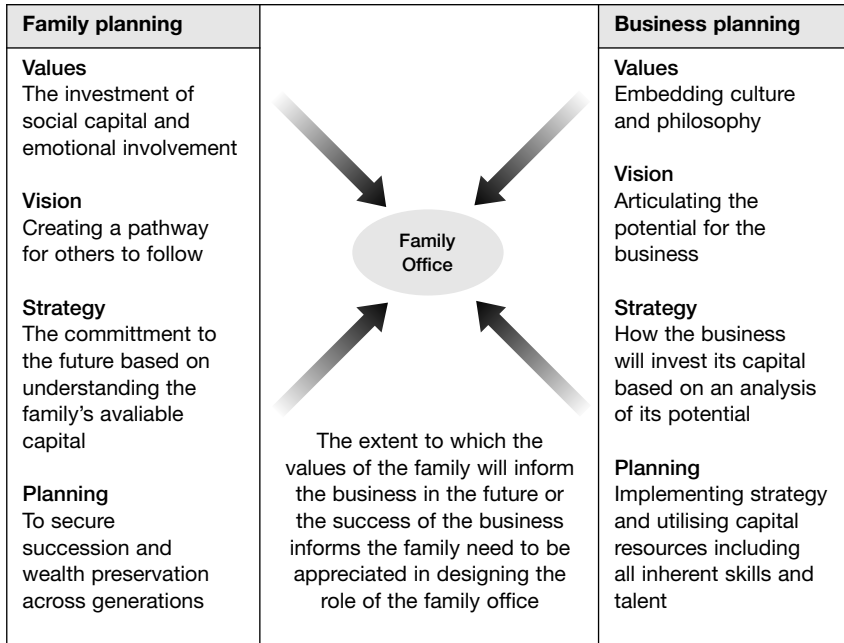 Family planning
Values
The investment of
social capital and
emotional involvement
Vision
Creating a pathway
for others to follow
Strategy
The committment to
the future based on
understanding the
family's avaliable
capital
Planning
To secure
succession and
wealth preservation
across generations
Family
Office
The extent to which the
values of the family will inform
the business in the future or
the success of the business
informs the family need to be
appreciated in designing the
role of the family office
Business planning
Values
Embedding culture
and philosophy
Vision
Articulating the
potential for the
business
Strategy
How the business
will invest its capital
based on an analysis
of its potential
Planning
Implementing strategy
and utilising capital
resources including
all inherent skills and
talent